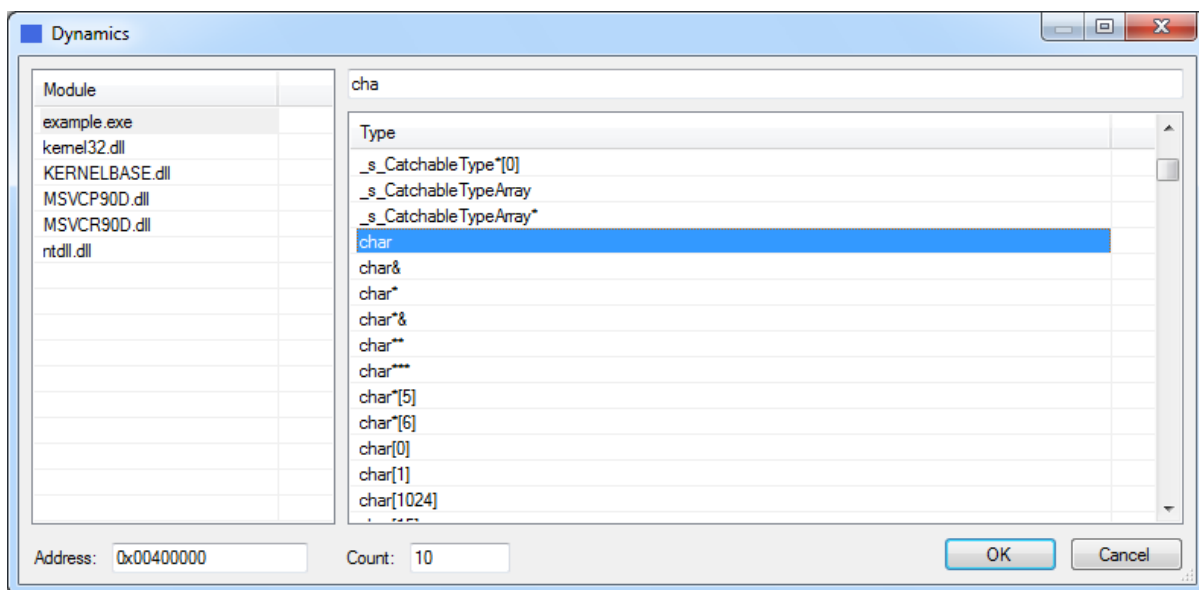 Dynamics
Module
example.exe
kernel32.dll
KERNELBASE.dll
MSVCP90D.dll
MSVCR90D.dll
ntdll.dll
cha
Type
_s_CatchableType*[0]
_s_CatchableTypeArray
_s_CatchableTypeArray*
char
char&
char*
char*&
char**
char***
char*[5]
char*[6]
char[0]
char[1]
char[1024]
Address: 0x00400000 Count: 10 OK Cancel